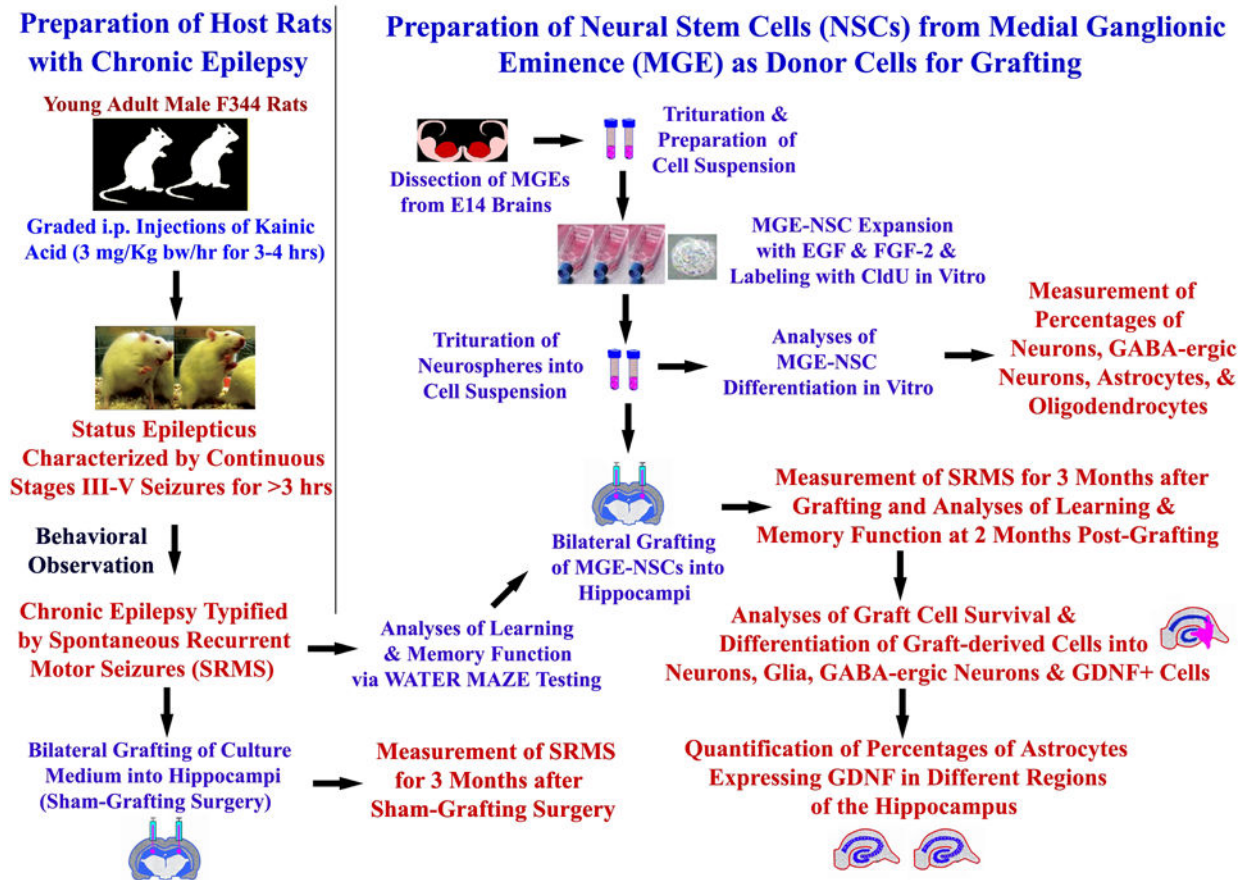 Preparation of Host Rats
with Chronic Epilepsy
Young Adult Male F344 Rats
Graded i.p. Injections of Kainic
Acid (3 mg/Kg bw/hr for 3-4 hrs)
Status Epilepticus
Characterized by Continuous
Stages III-V Seizures for >3 hrs
Behavioral
Observation
Chronic Epilepsy Typified
by Spontaneous Recurrent
Motor Seizures (SRMS)
Bilateral Grafting of Culture
Medium into Hippocampi
(Sham-Grafting Surgery)
Measurement of SRMS
for 3 Months after
Sham-Grafting Surgery
Analyses of Learning
& Memory Function
via WATER MAZE Testing
Preparation of Neural Stem Cells (NSCs) from Medial Ganglionic
Eminence (MGE) as Donor Cells for Grafting
Dissection of MGEs
from E14 Brains
Trituration &
Preparation of
Cell Suspension
MGE-NSC Expansion
with EGF & FGF-2 &
Labeling with CldU in Vitro
Trituration of
Neurospheres into
Cell Suspension
Analyses of
MGE-NSC
Differentiation in Vitro
Measurement of
Percentages of
Neurons, GABA-ergic
Neurons, Astrocytes, &
Oligodendrocytes
Bilateral Grafting
of MGE-NSCs into
Hippocampi
Measurement of SRMS for 3 Months after
Grafting and Analyses of Learning &
Memory Function at 2 Months Post-Grafting
Analyses of Graft Cell Survival &
Differentiation of Graft-derived Cells into
Neurons, Glia, GABA-ergic Neurons & GDNF+ Cells
Quantification of Percentages of Astrocytes
Expressing GDNF in Different Regions
of the Hippocampus